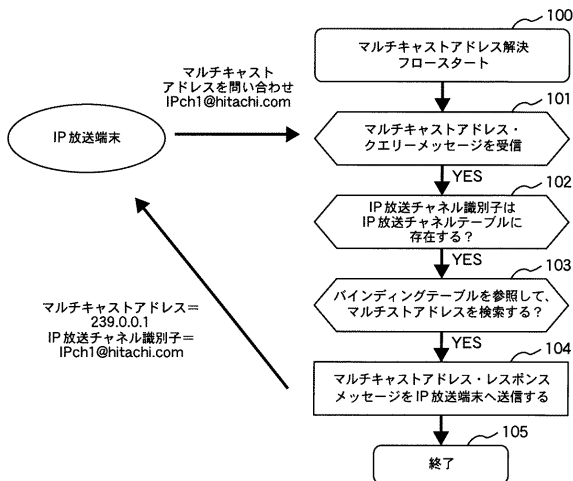 100
マルチキャストアドレス解決
フロースタート
マルチキャスト
アドレスを問い合わせ
IPch1@hitachi.com
IP放送端末
101
マルチキャストアドレス・
クエリーメッセージを受信
YES
102
IP放送チャネル識別子は
IP放送チャネルテーブルに
存在する?
YES
103
バインディングテーブルを参照して、
マルチストアドレスを検索する?
YES
マルチキャストアドレス=
239.0.0.1
IP放送チャネル識別子=
IPch1@hitachi.com
104
マルチキャストアドレス・レスポンス
メッセージをIP放送端末へ送信する
105
終了